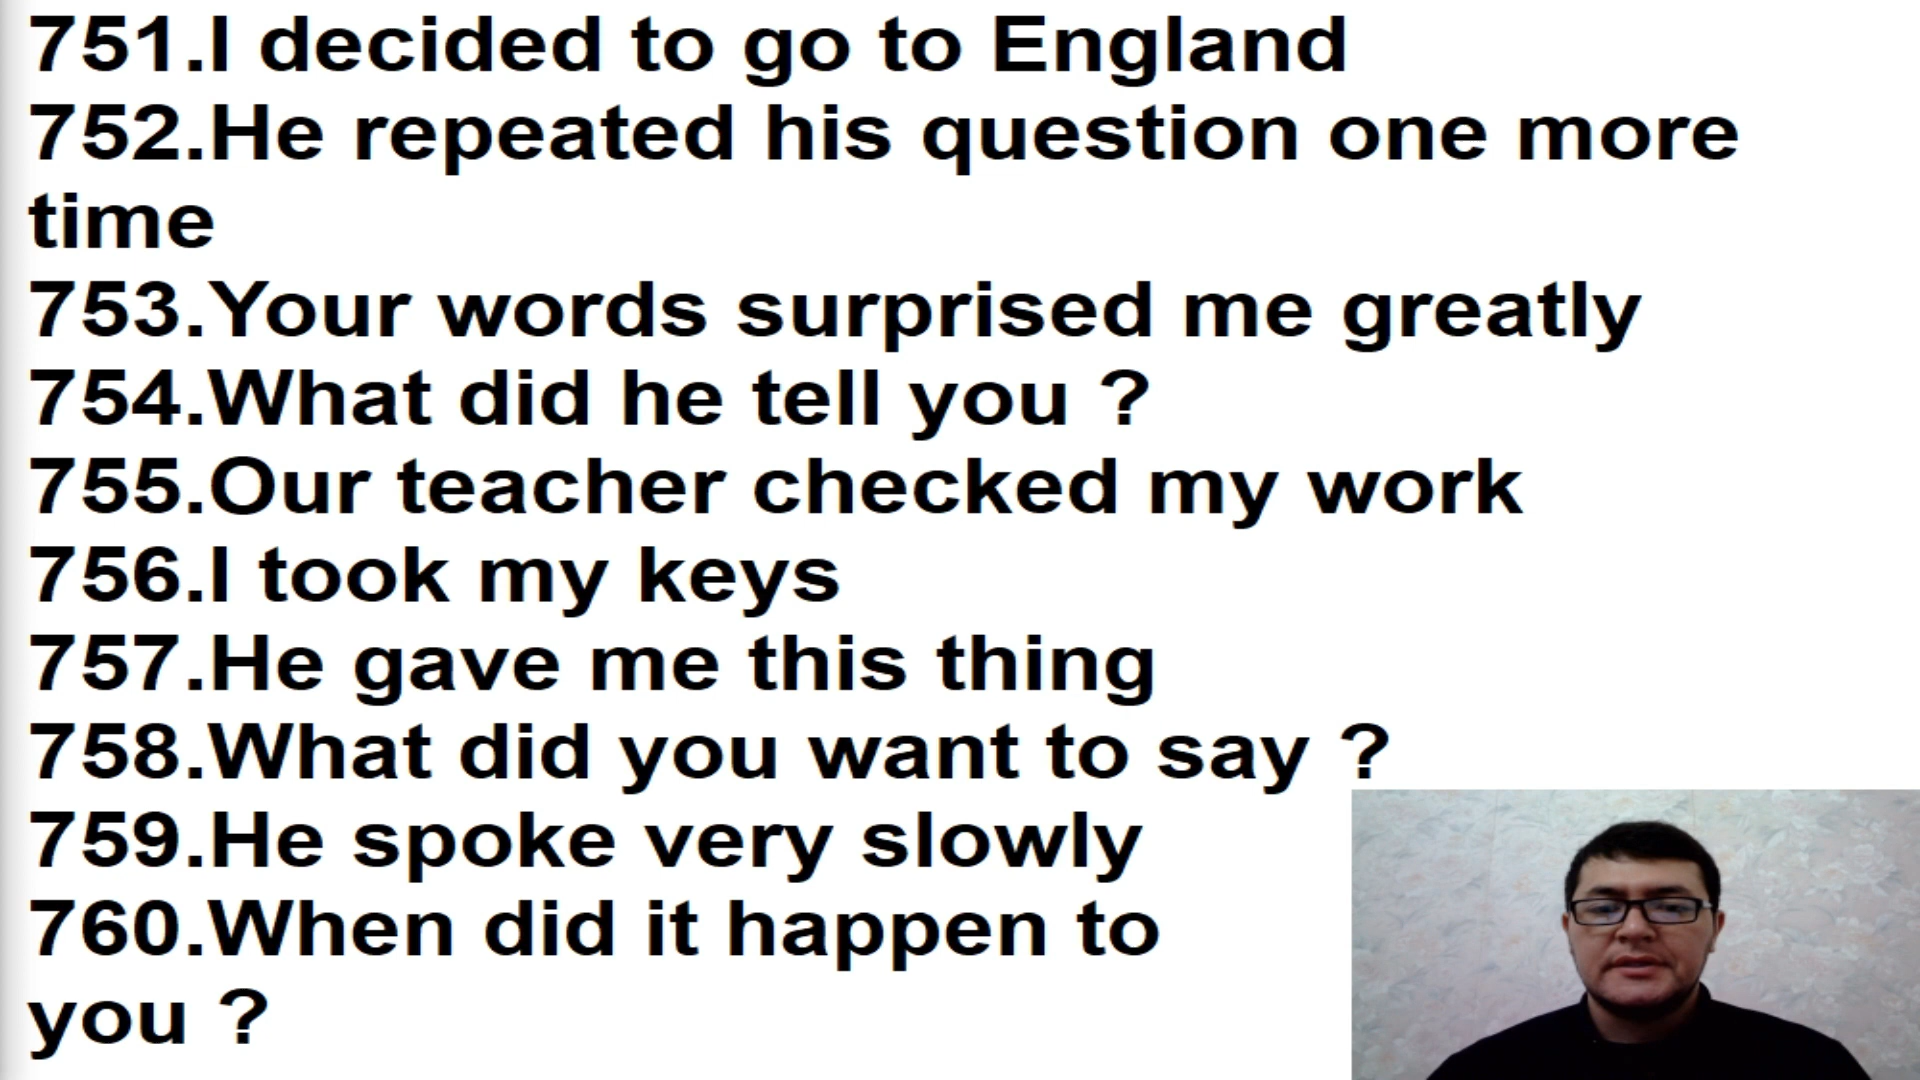 751.I decided to go to England
752.He repeated his question one more
time
753.Your words surprised me greatly
754.What did he tell you ?
755.Our teacher checked my work
756.I took my keys
757.He gave me this thing
758.What did you want to say ?
759.He spoke very slowly
760.When did it happen to
you ?